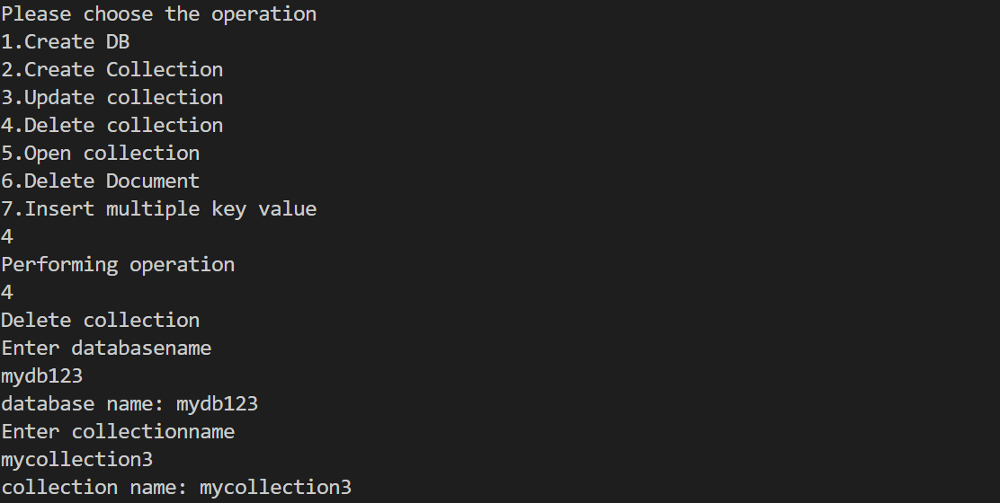 Please choose the operation
1.Create DB
2.Create Collection
3.Update collection
4.Delete collection
5.Open collection
6.Delete Document
7.Insert multiple key value
4
Performing operation
4
Delete collection
Enter databasename
mydb123
database name: mydb123
Enter collectionname
mycollection3
collection name: mycollection3